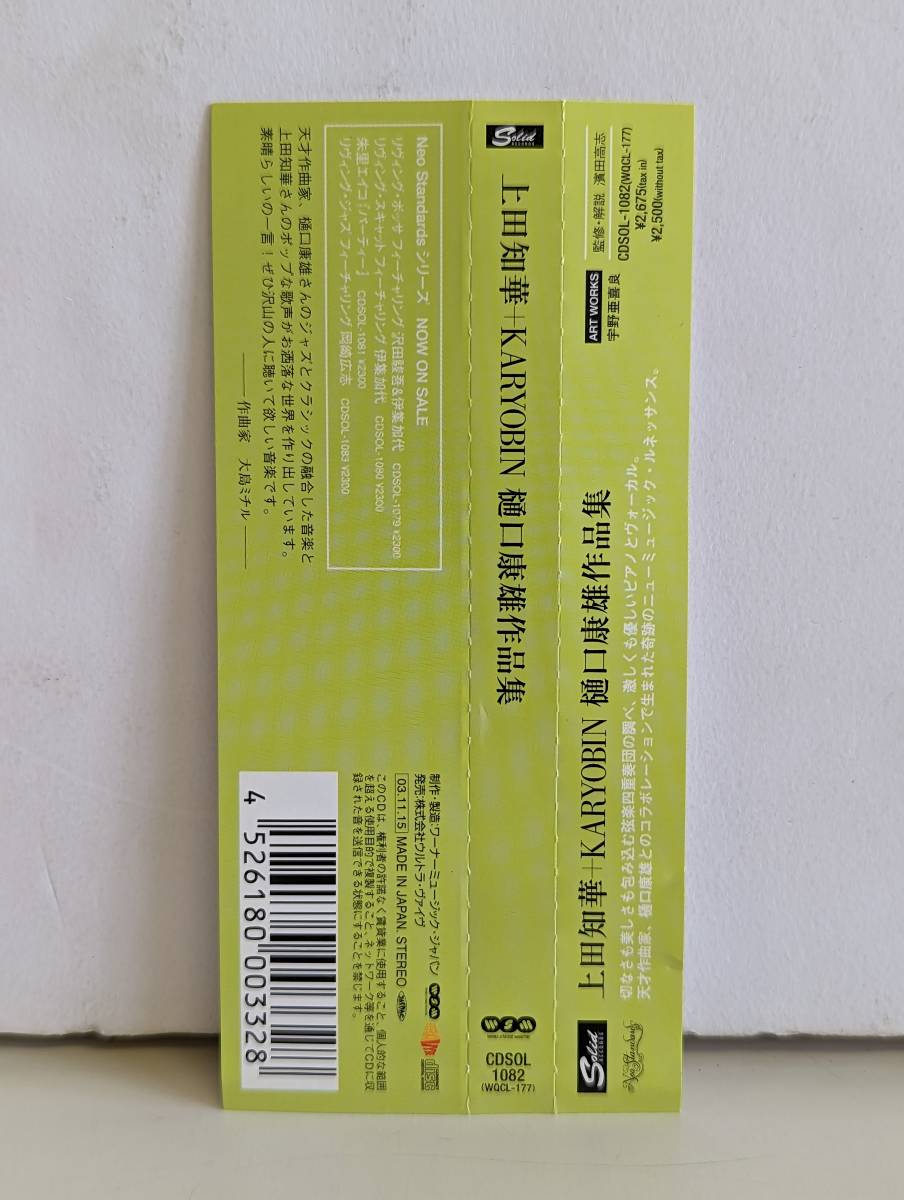 天才作曲家、樋口康雄さんのジャズとクラシックの融合した音楽と
上田知華さんのポップな歌声がお洒落な世界を作り出しています。
素晴らしいの一言！ぜひ沢山の人に聴いて欲しい音楽です。
――― 作曲家 大島ミチル ―――
Neo Standards シリーズ NOW ON SALE
リヴィング・ボッサ フィーチャリング 沢田駿吾&伊集加代 CDSOL-1079 ¥2300
リヴィング・スキャット フィーチャリング 伊集加代 CDSOL-1080 ¥2300
朱里エイコ『パーティー』 CDSOL-1081 ¥2300
リヴィング・ジャズ フィーチャリング 岡崎広志 CDSOL-1083 ¥2300
4 526180 003328
制作・製造:ワーナーミュージック・ジャパン
発売:株式会社ウルトラ・ヴァイヴ
03.11.15 MADE IN JAPAN. STEREO
このCDは、権利者の許諾なく賃貸業に使用すること、個人的な範囲
を超える使用目的で複製すること、ネットワーク等を通じてCDに収
録された音を送信できる状態にすることを禁じます。
Solid
RECORDS
上田知華+KARYOBIN 樋口康雄作品集
CDSOL
1082
(WQCL-177)
監修・解説 濱田高志
CDSOL-1082(WQCL-177)
¥2,675(tax in)
¥2,500(without tax)
ART WORKS
宇野亜喜良
上田知華+KARYOBIN 樋口康雄作品集
切なさも美しさも包み込む弦楽四重奏団の調べ、激しくも優しいピアノとヴォーカル。
天才作曲家、樋口康雄とのコラボレーションで生まれた奇跡のニューミュージック・ルネッサンス。
Solid
RECORDS
Neo Standards